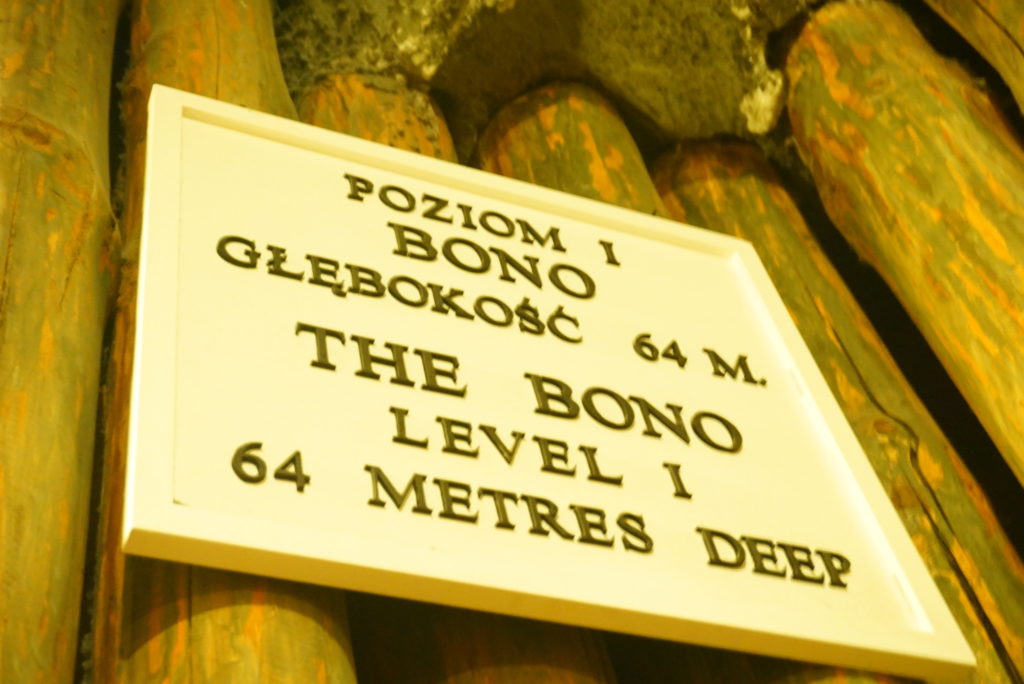 POZIOM I
BONO
GŁĘBOKOŚĆ 64 M.
THE BONO
LEVEL I
64 METRES DEEP